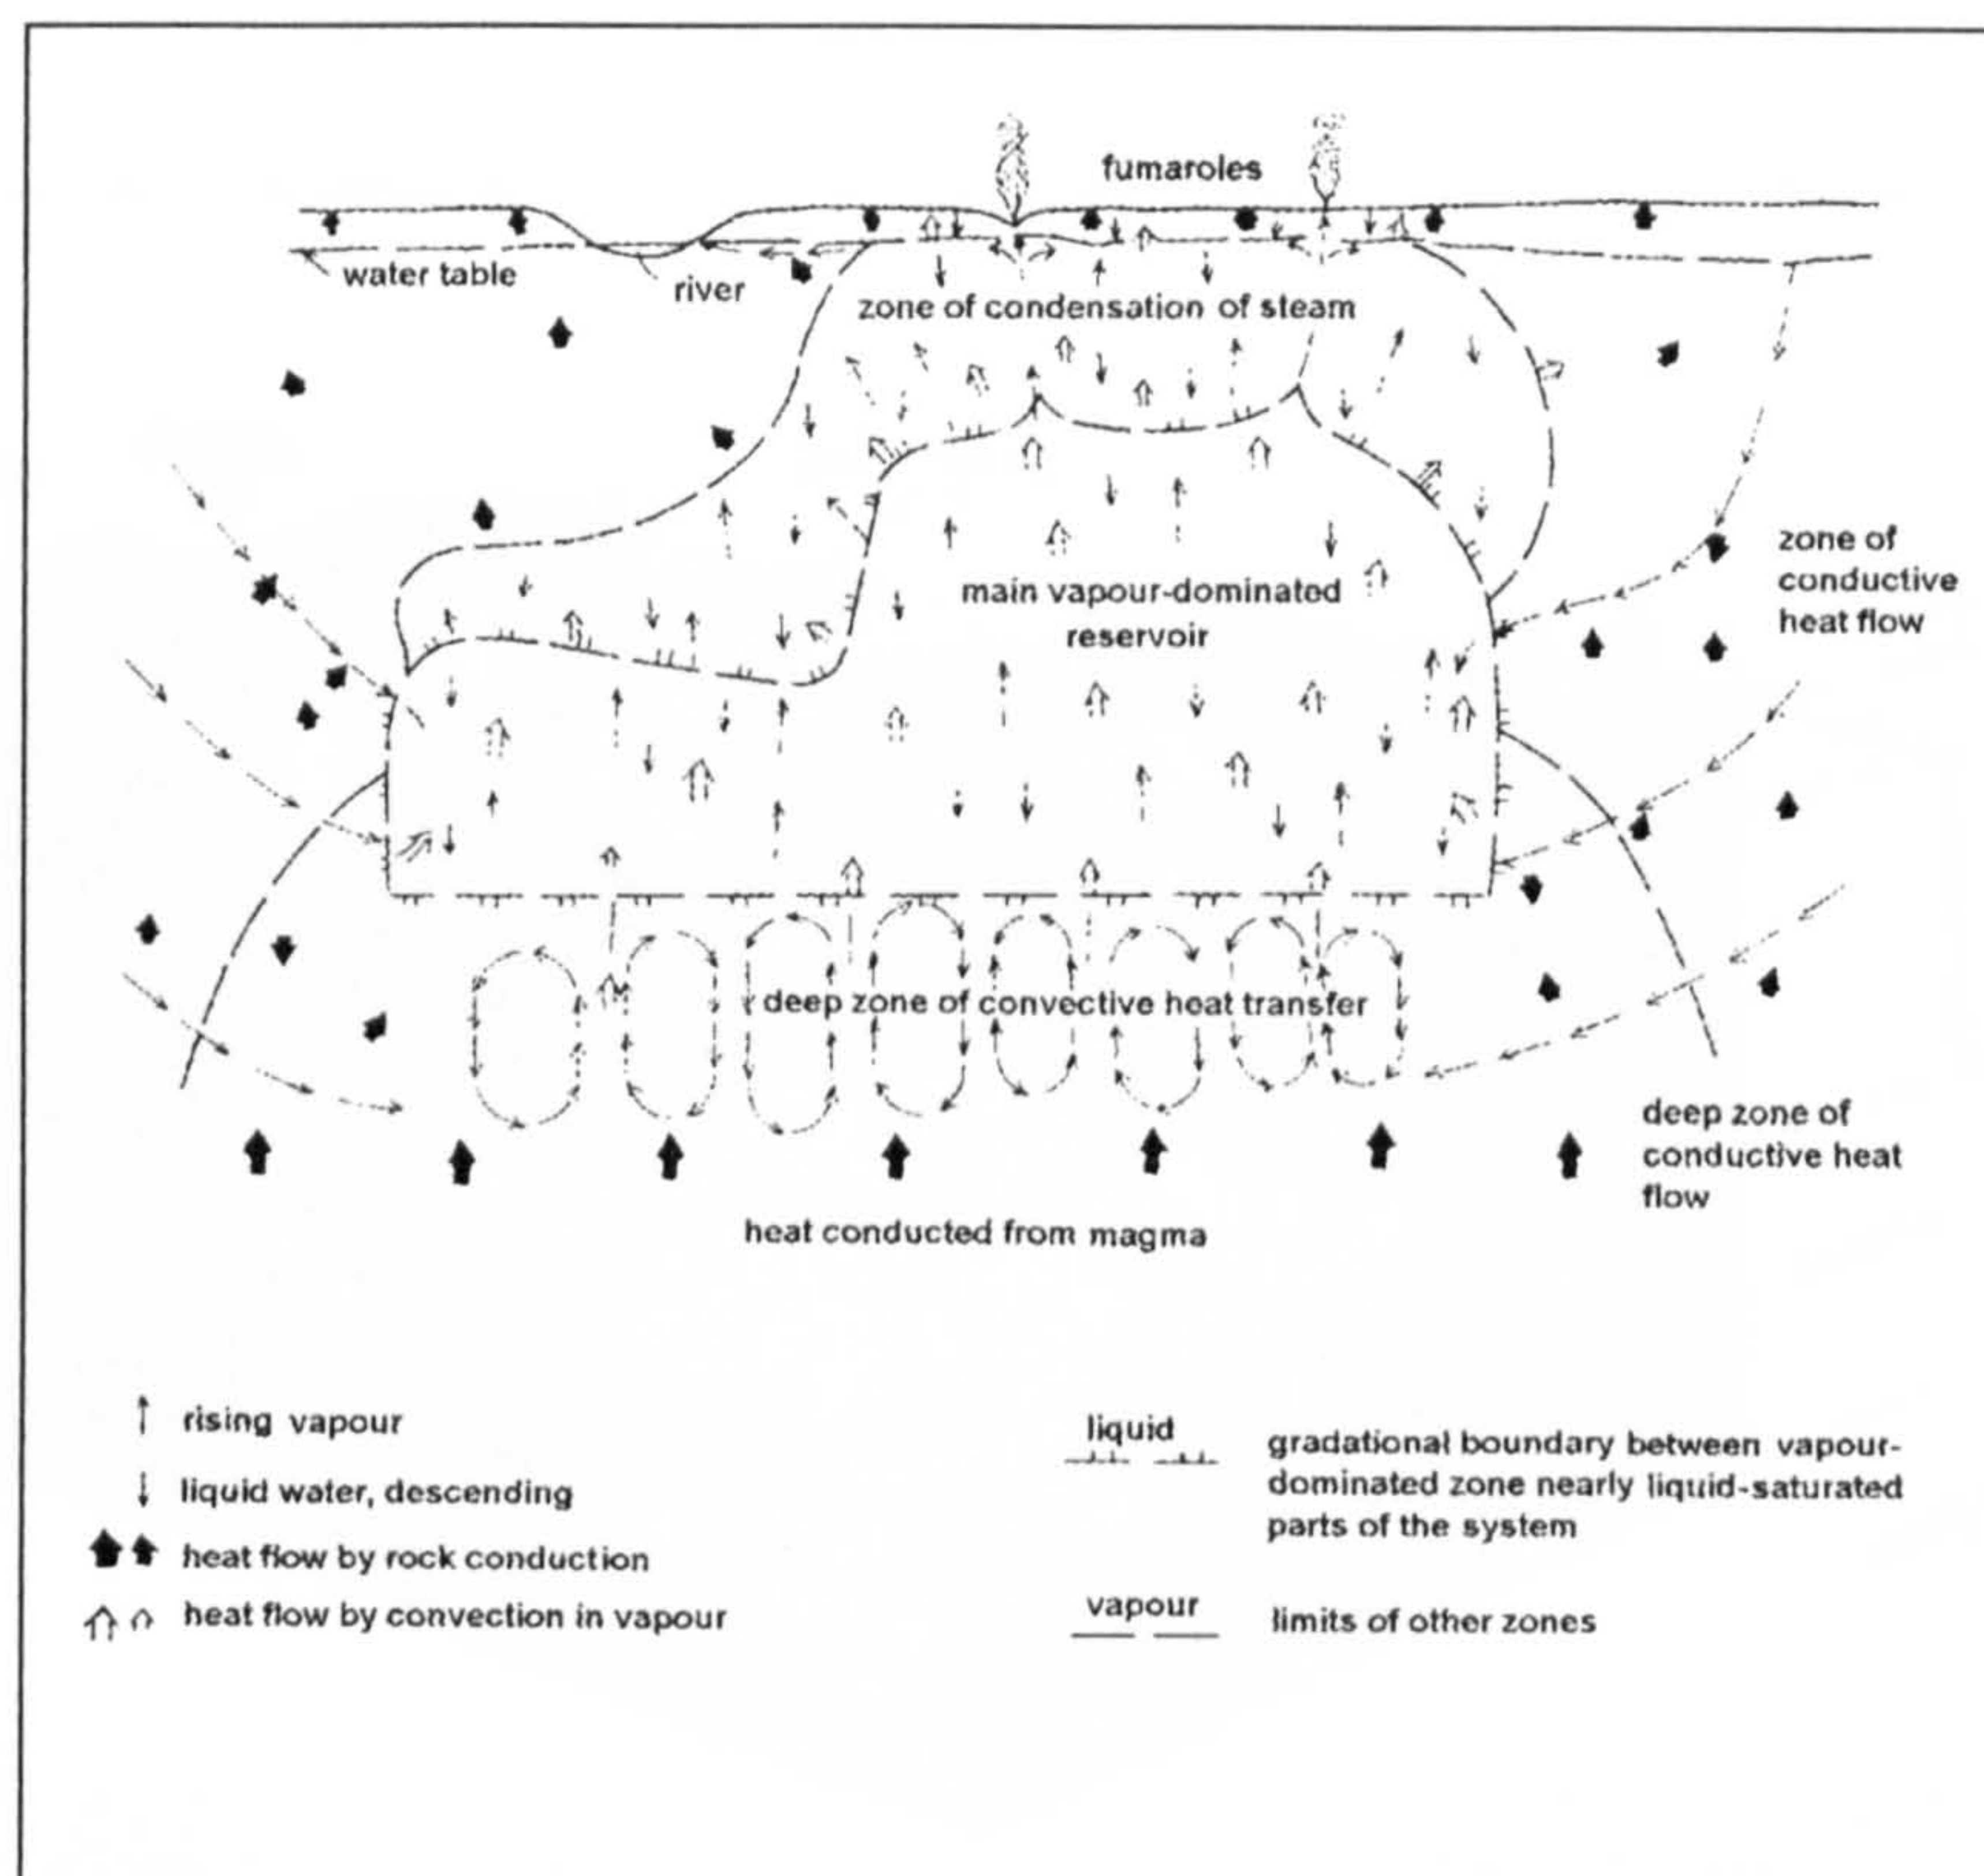 fumaroles
water table
river
zone of condensation of steam
zone of
conductive
heat flow
main vapour-dominated
reservoir
deep zone of convective heat transfer
deep zone of
conductive heat
flow
heat conducted from magma
rising vapour
liquid water, descending
heat flow by rock conduction
heat flow by convection in vapour
liquid
gradational boundary between vapour-
dominated zone nearly liquid-saturated
parts of the system
vapour
limits of other zones